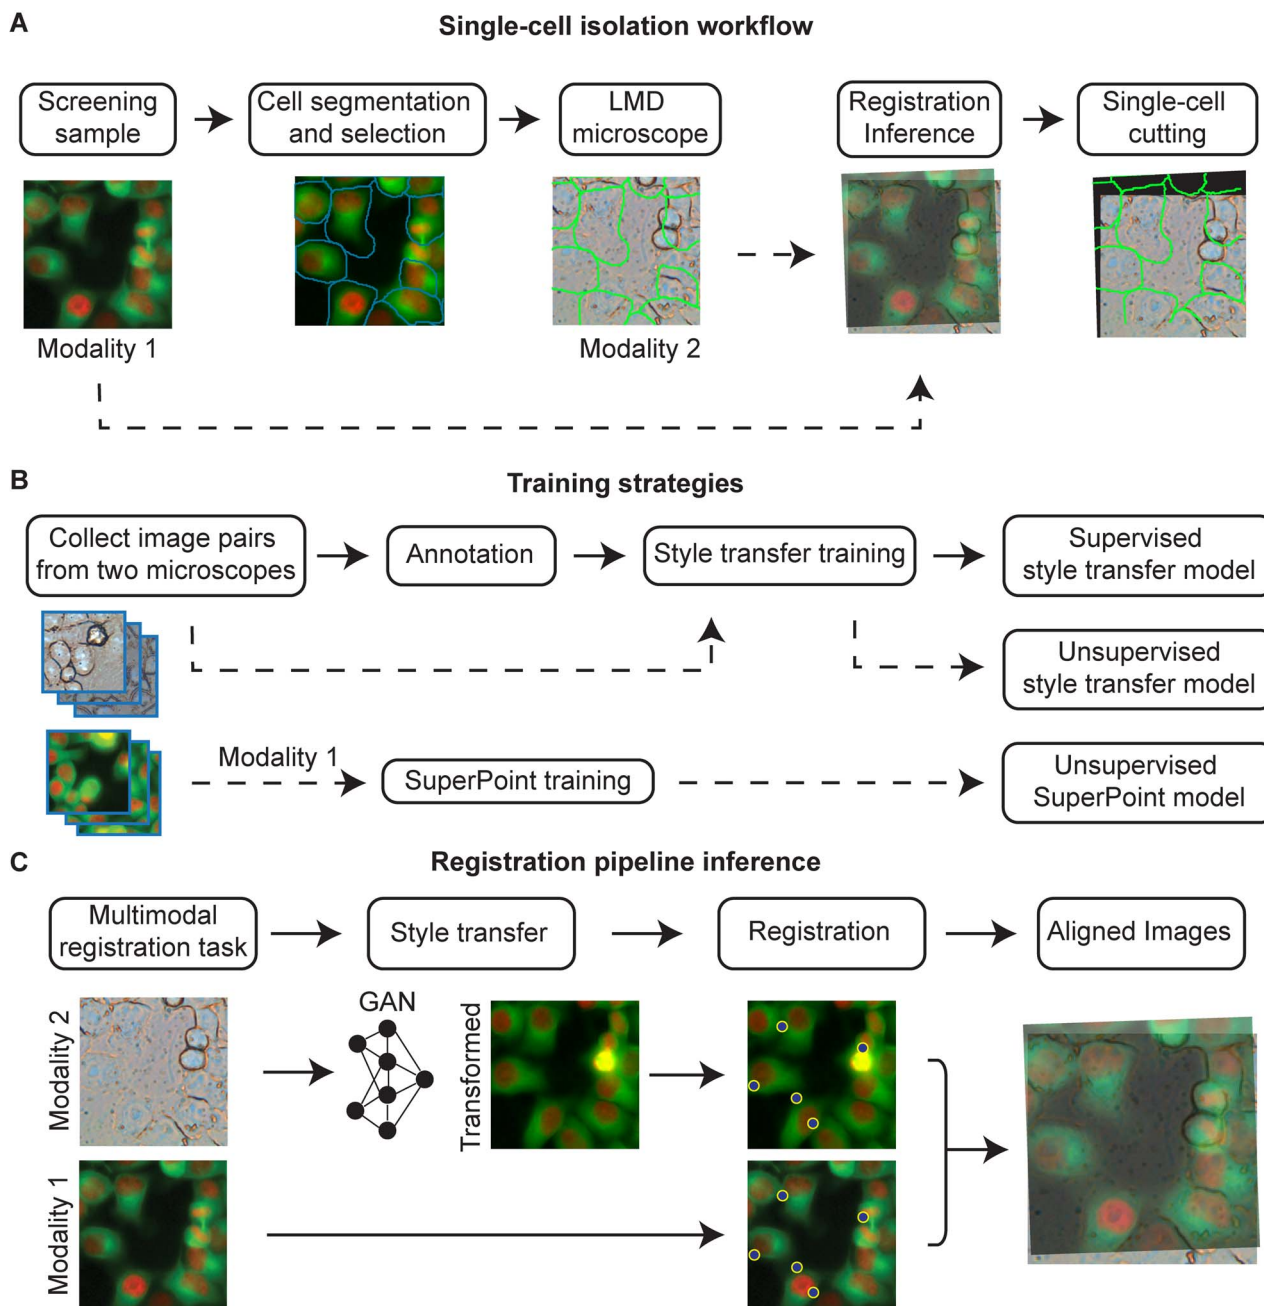 A
Single-cell isolation workflow
Screening
sample
Cell segmentation
and selection
LMD
microscope
Registration
Inference
Single-cell
cutting
Modality 1
Modality 2
B
Training strategies
Collect image pairs
from two microscopes
Annotation
Style transfer training
Supervised
style transfer model
Unsupervised
style transfer model
Modality 1
SuperPoint training
Unsupervised
SuperPoint model
C
Registration pipeline inference
Multimodal
registration task
Style transfer
Registration
Aligned Images
Modality 2
GAN
Transformed
Modality 1